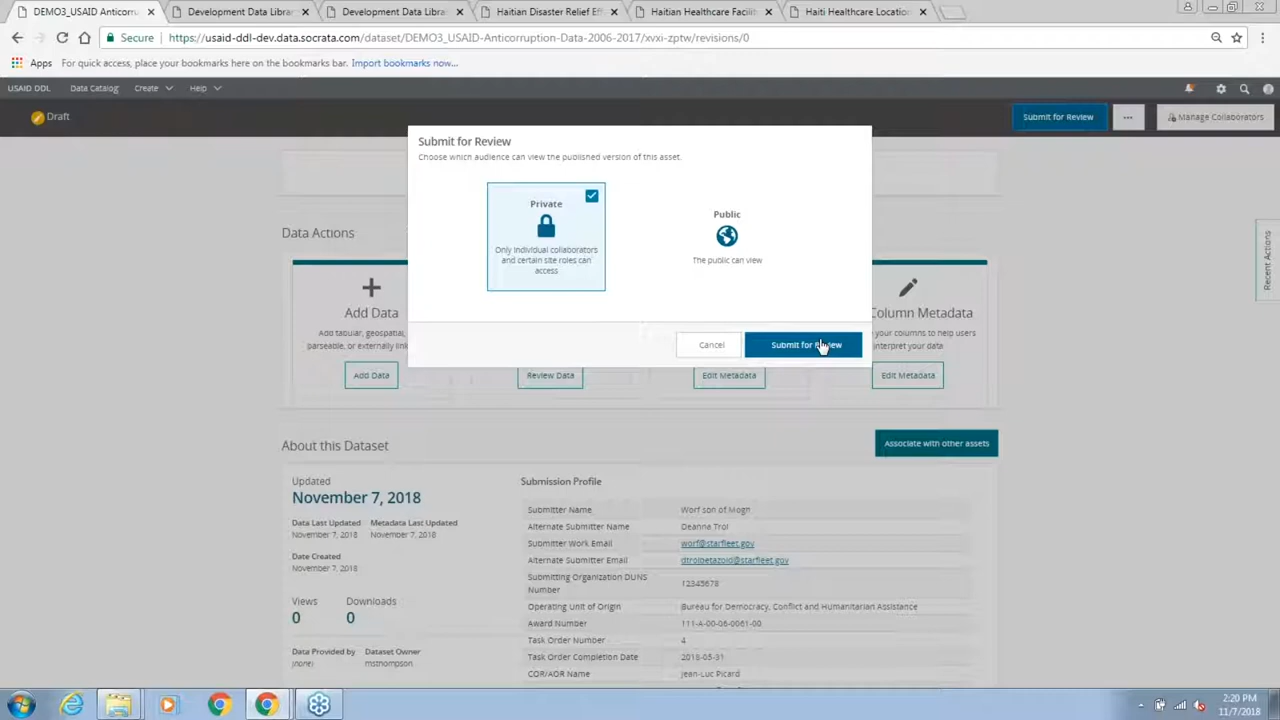 DEMO3_USAID Anticorru
Development Data Librar
Development Data Libra
Haitian Disaster Relief Eff
Haitian Healthcare Facilit
Haiti Healthcare Location
Secure
https://usaid-ddl-dev.data.socrata.com/dataset/DEMO3_USAID-Anticorruption-Data-2006-2017/xvxi-zptw/revisions/0
Apps
For quick access, place your bookmarks here on the bookmarks bar. Import bookmarks now...
USAID DDL
Data Catalog
Create
Help
Draft
Submit for Review
...
Manage Collaborators
Submit for Review
Choose which audience can view the published version of this asset.
Private
Only individual collaborators
and certain site roles can
access
Public
The public can view
Cancel
Submit for Review
Data Actions
Recent Actions
Add Data
Add tabular, geospatial,
parseable, or externally link
Add Data
Review Data
Edit Metadata
Column Metadata
your columns to help users
interpret your data
Edit Metadata
About this Dataset
Associate with other assets
Updated
November 7, 2018
Data Last Updated
November 7, 2018
Metadata Last Updated
November 7, 2018
Date Created
November 7, 2018
Views
0
Downloads
0
Data Provided by
(none)
Dataset Owner
mstthompson
Submission Profile
Submitter Name
Worf son of Mogh
Alternate Submitter Name
Deanna Troi
Submitter Work Email
worf@starfleet.gov
Alternate Submitter Email
dtroibetazoid@starfleet.gov
Submitting Organization DUNS
Number
12345678
Operating Unit of Origin
Bureau for Democracy, Conflict and Humanitarian Assistance
Award Number
111-A-00-06-0061-00
Task Order Number
4
Task Order Completion Date
2018-05-31
COR/AOR Name
Jean-Luc Picard
2:20 PM
11/7/2018